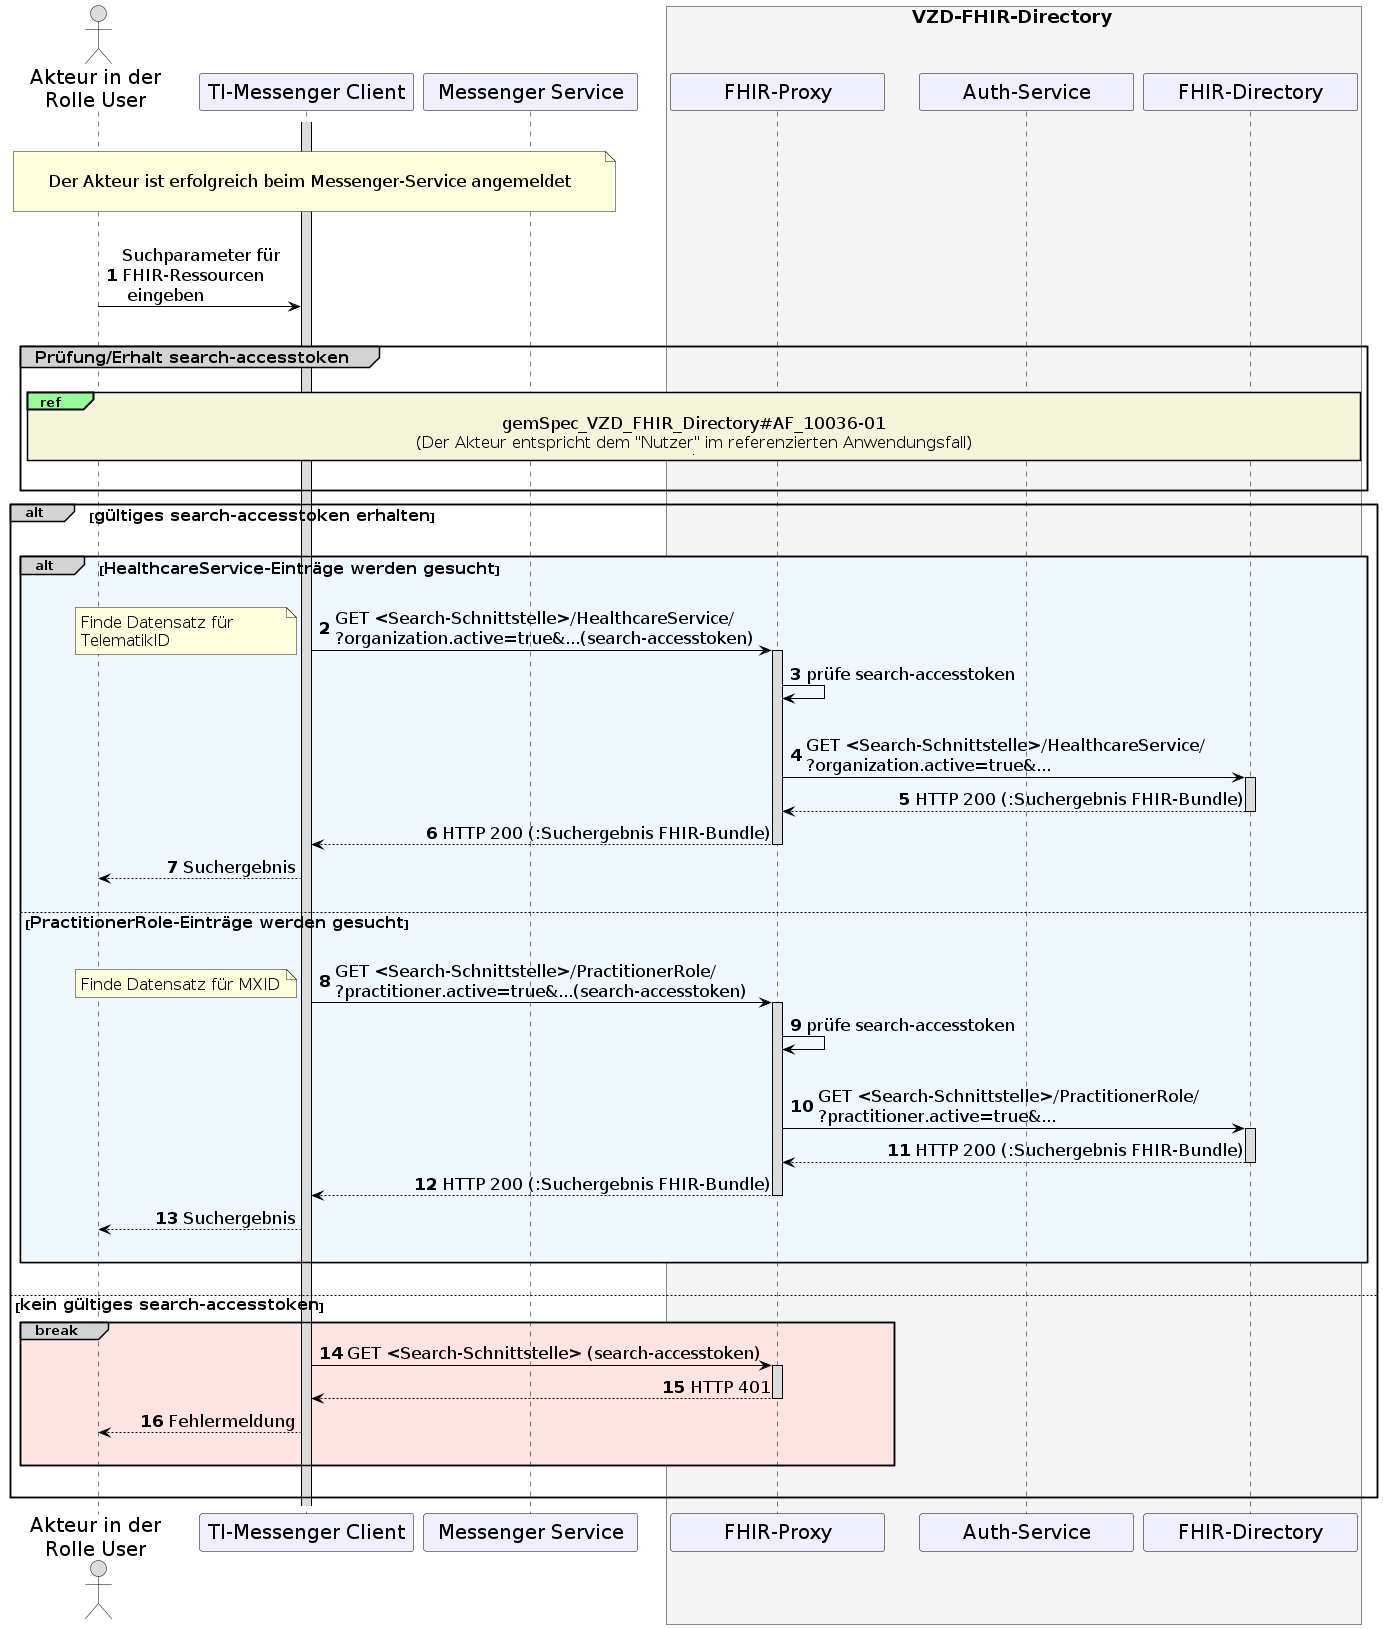 VZD-FHIR-Directory
Akteur in der
Rolle User
TI-Messenger Client
Messenger Service
FHIR-Proxy
Auth-Service
FHIR-Directory
Der Akteur ist erfolgreich beim Messenger-Service angemeldet
Suchparameter für
1 FHIR-Ressourcen
eingeben
Prüfung/Erhalt search-accesstoken
ref
gemSpec_VZD_FHIR_Directory#AF_10036-01
(Der Akteur entspricht dem "Nutzer" im referenzierten Anwendungsfall)
alt [gültiges search-accesstoken erhalten]
alt [HealthcareService-Einträge werden gesucht]
Finde Datensatz für
TelematikID
2 GET <Search-Schnittstelle>/HealthcareService/
?organization.active=true&...(search-accesstoken)
3 prüfe search-accesstoken
4 GET <Search-Schnittstelle>/HealthcareService/
?organization.active=true&...
5 HTTP 200 (:Suchergebnis FHIR-Bundle)
6 HTTP 200 (:Suchergebnis FHIR-Bundle)
7 Suchergebnis
[PractitionerRole-Einträge werden gesucht]
Finde Datensatz für MXID
8 GET <Search-Schnittstelle>/PractitionerRole/
?practitioner.active=true&...(search-accesstoken)
9 prüfe search-accesstoken
10 GET <Search-Schnittstelle>/PractitionerRole/
?practitioner.active=true&...
11 HTTP 200 (:Suchergebnis FHIR-Bundle)
12 HTTP 200 (:Suchergebnis FHIR-Bundle)
13 Suchergebnis
[kein gültiges search-accesstoken]
break
14 GET <Search-Schnittstelle> (search-accesstoken)
15 HTTP 401
16 Fehlermeldung
Akteur in der
Rolle User
TI-Messenger Client
Messenger Service
FHIR-Proxy
Auth-Service
FHIR-Directory